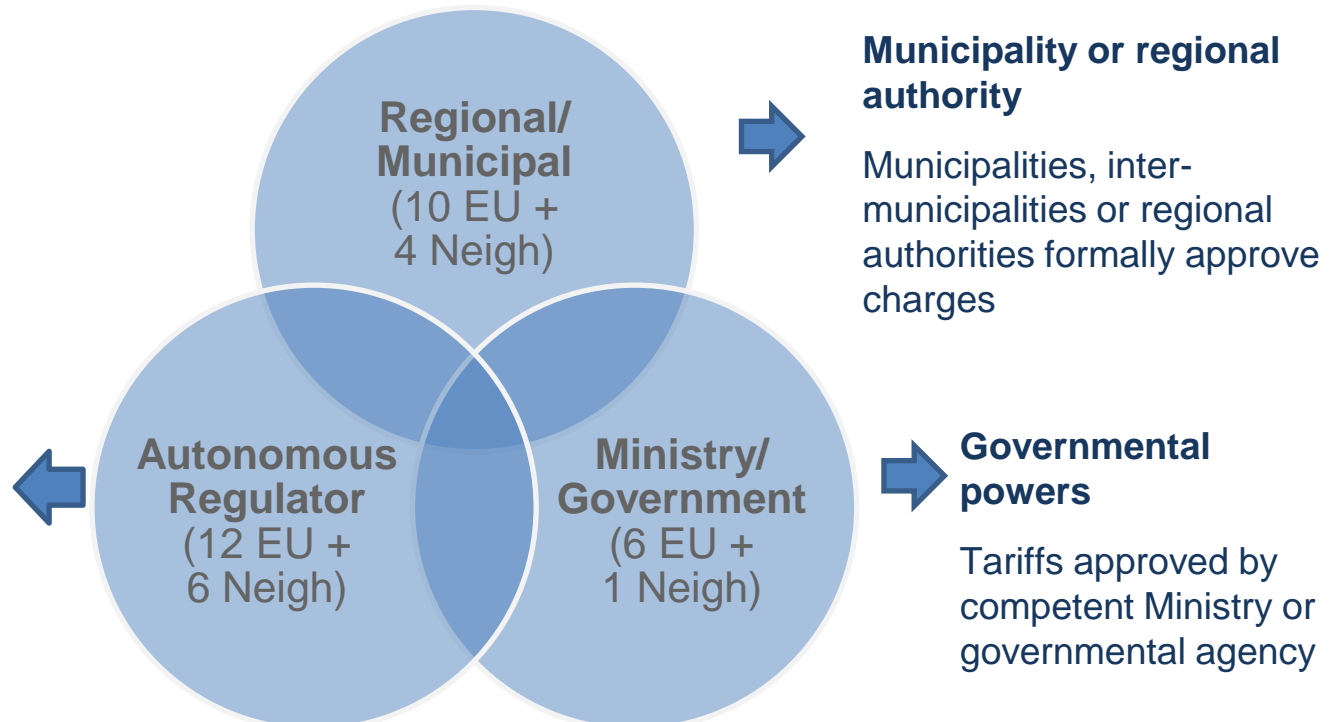 Regional/
Municipal
(10 EU +
4 Neigh)
Municipality or regional
authority
Municipalities, inter-
municipalities or regional
authorities formally approve
charges
Autonomous
Regulator
(12 EU +
6 Neigh)
Ministry/
Government
(6 EU +
1 Neigh)
Governmental
powers
Tariffs approved by
competent Ministry or
governmental agency